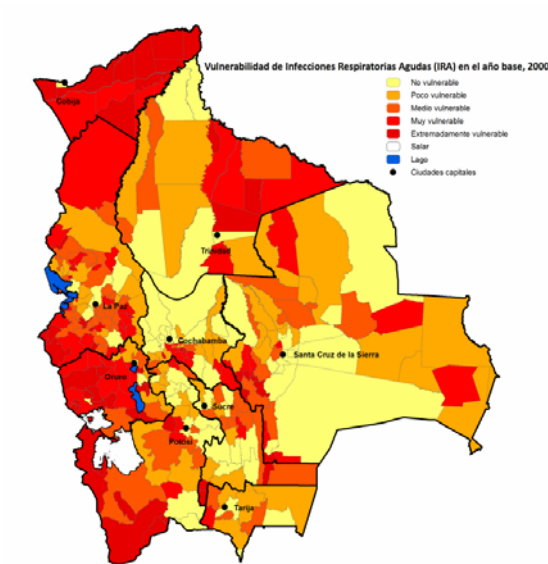 Vulnerabilidad de Infecciones Respiratorias Agudas (IRA) en el año base, 2000
No vulnerable
Poco vulnerable
Medio vulnerable
Muy vulnerable
Extremadamente vulnerable
Salar
Lago
Ciudades capitales
Cobija
Trinidad
La Paz
Cochabamba
Santa Cruz de la Sierra
Oruro
Sucre
Potosí
Tarija